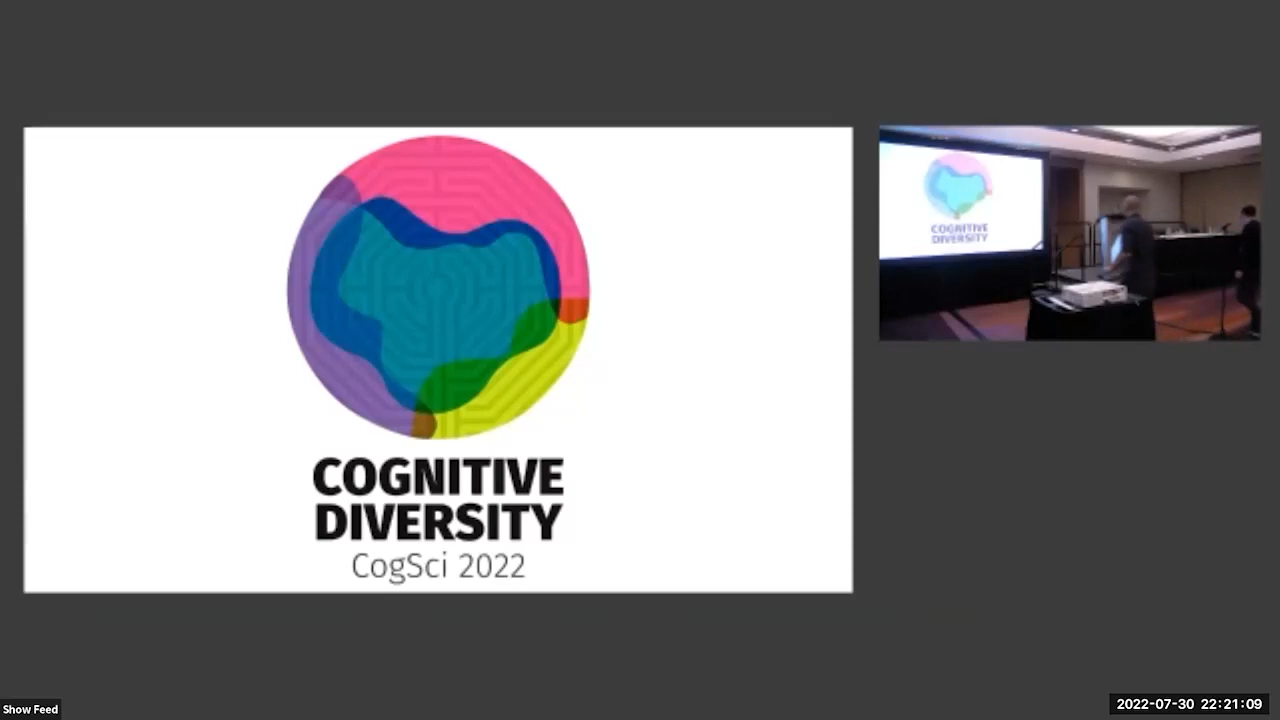 COGNITIVE
DIVERSITY
CogSci 2022
COGNITIVE
DIVERSITY
Show Feed
2022-07-30 22:21:09